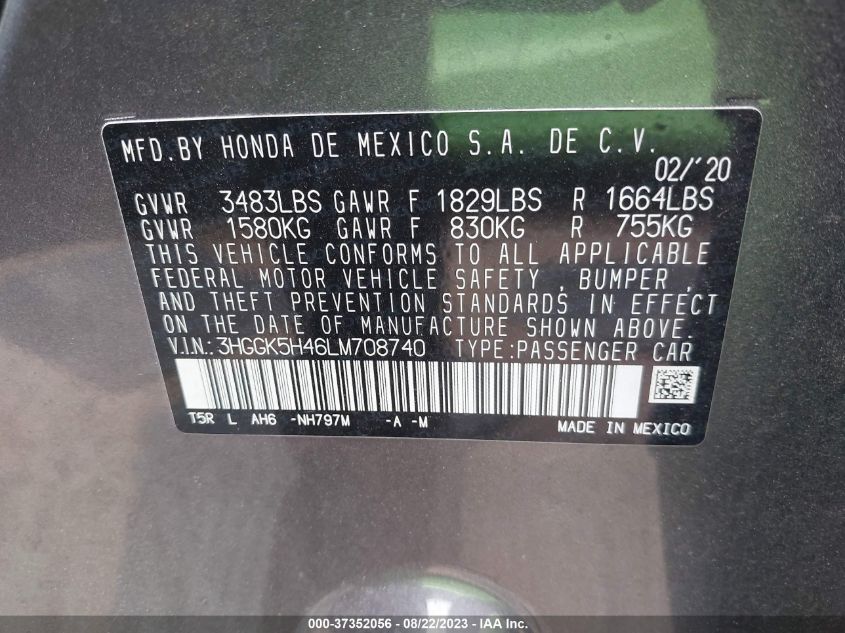 MFD.BY HONDA DE MEXICO S.A. DE C.V.
02/'20
GVWR 3483LBS GAWR F 1829LBS R 1664LBS
GVWR 1580KG GAWR F 830KG R 755KG
THIS VEHICLE CONFORMS TO ALL APPLICABLE
FEDERAL MOTOR VEHICLE SAFETY , BUMPER ,
AND THEFT PREVENTION STANDARDS IN EFFECT
ON THE DATE OF MANUFACTURE SHOWN ABOVE.
V.I.N.:3HGGK5H46LM708740 TYPE:PASSENGER CAR
T5R L AH6 -NH797M -A -M MADE IN MEXICO
000-37352056 - 08/22/2023 - IAA Inc.